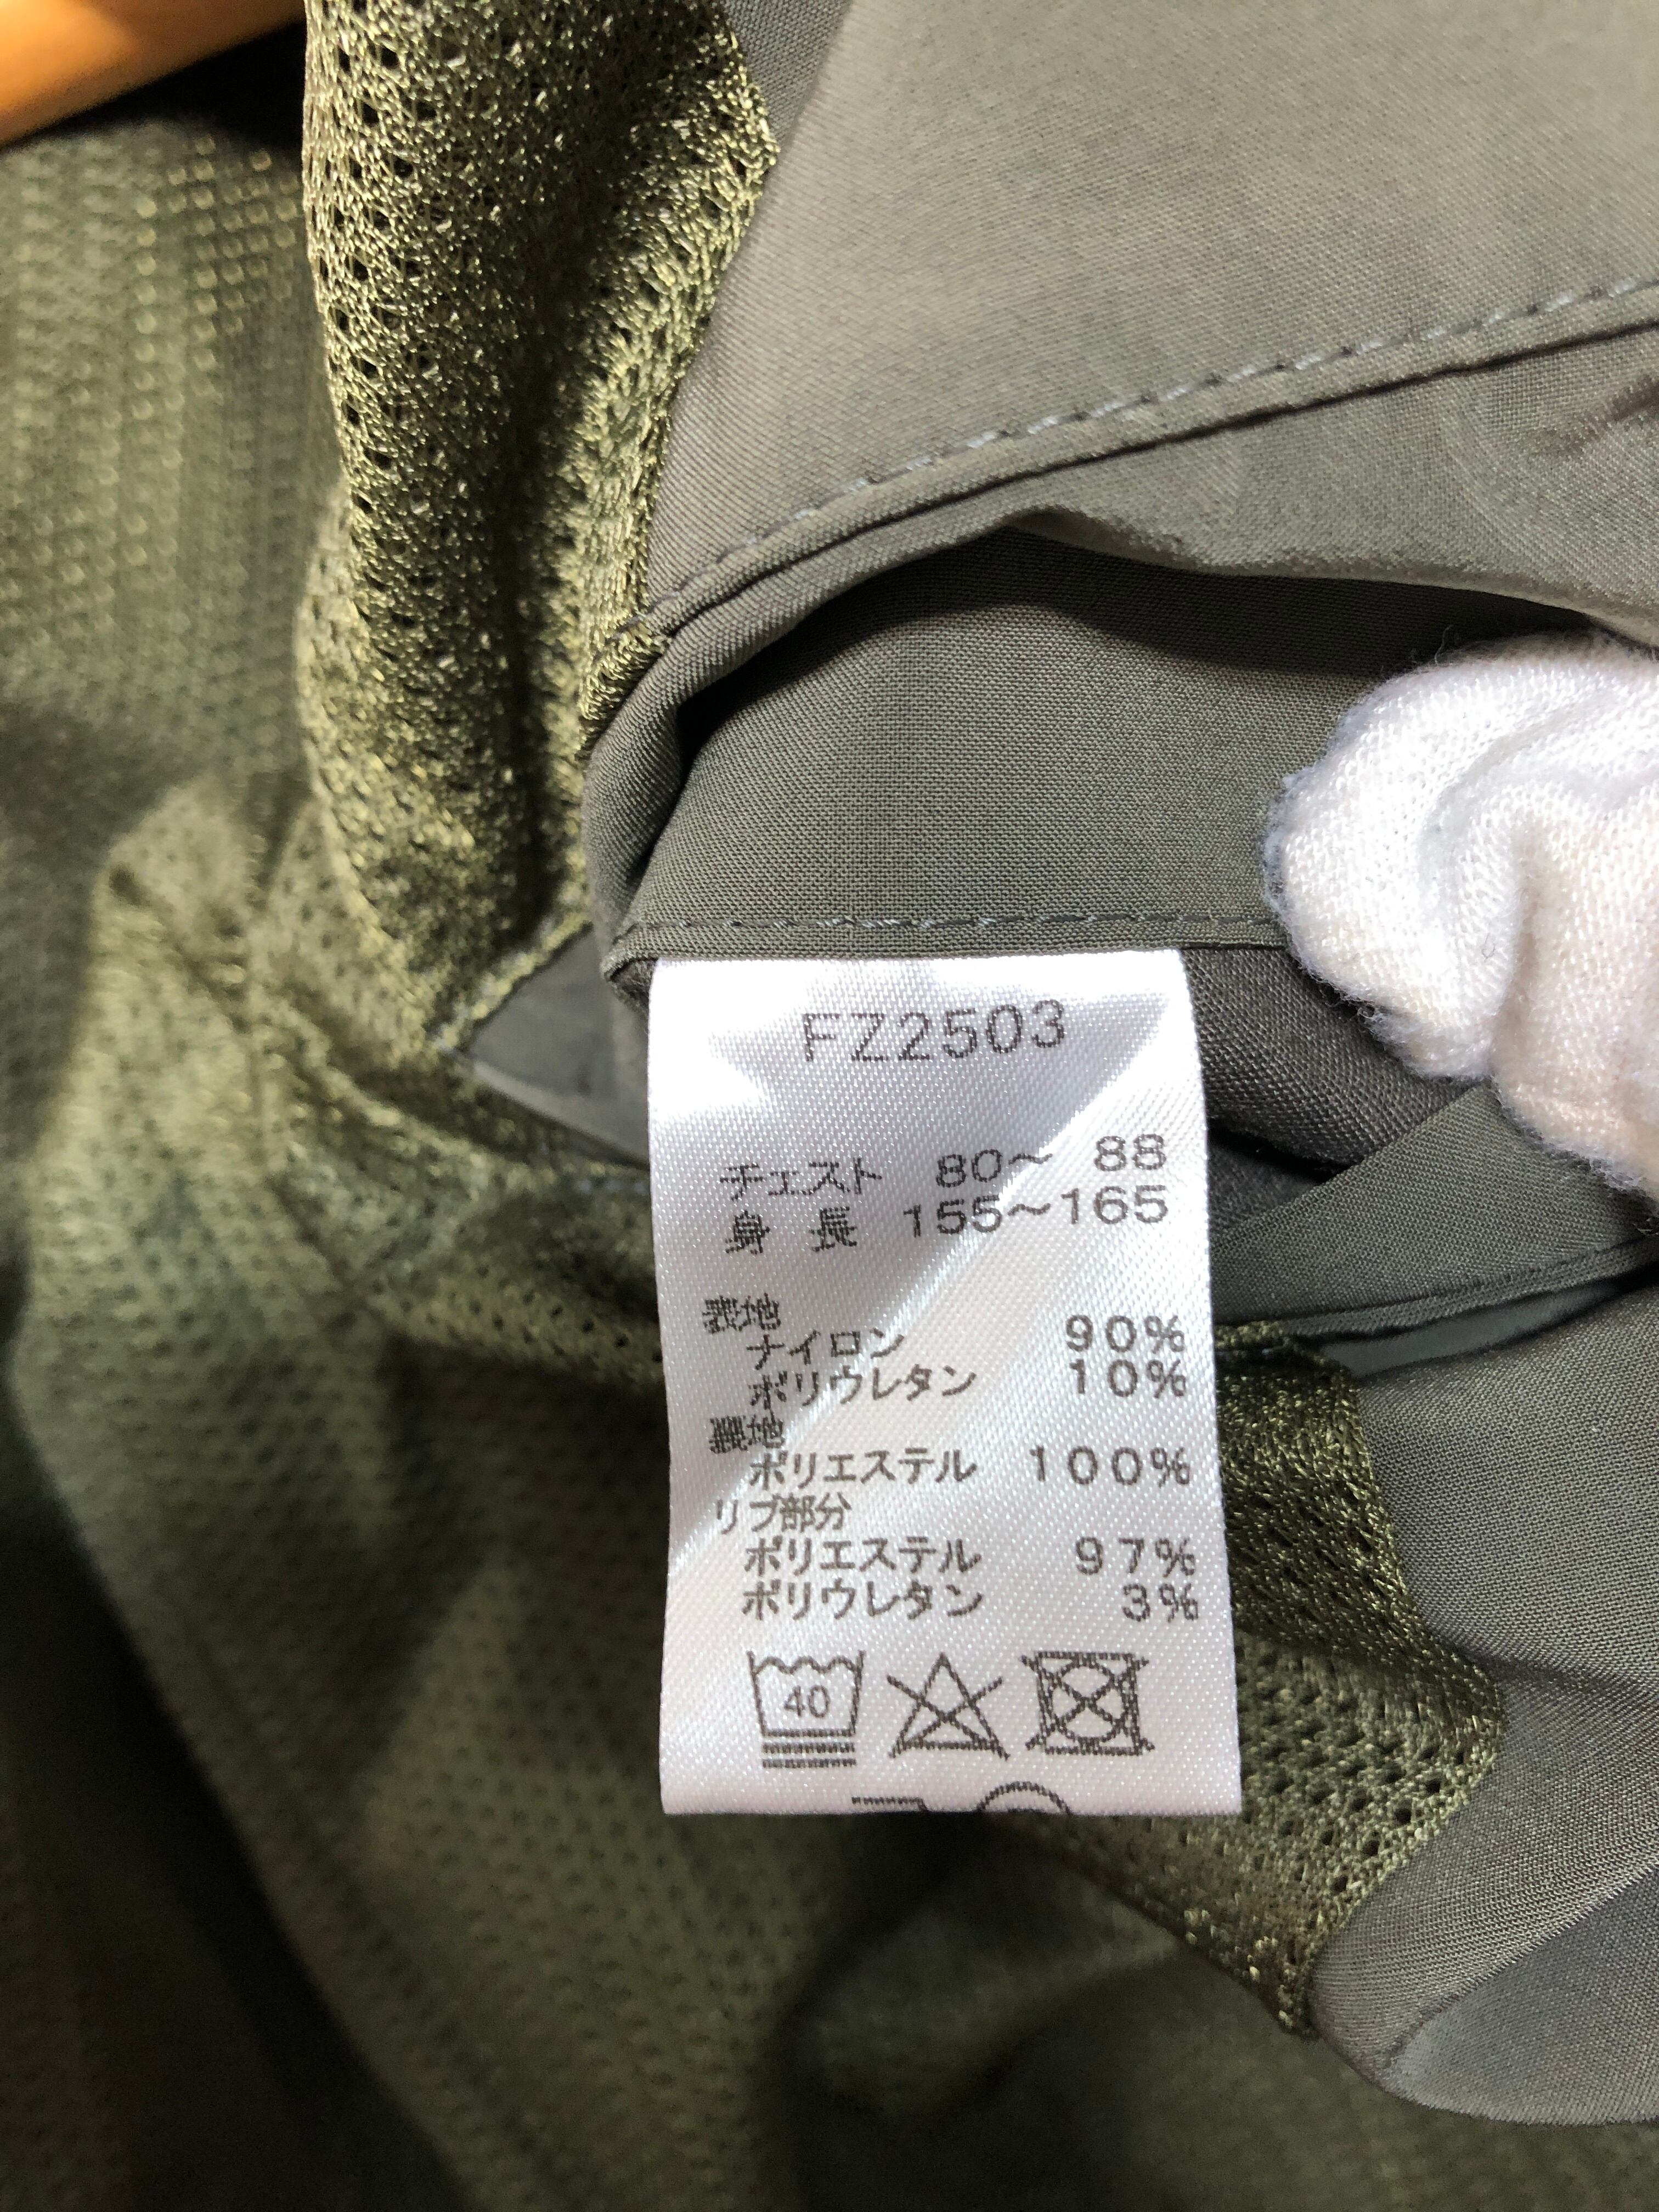 FZ2503
チェスト 80～ 88
身 長 155～165
表地
ナイロン 90%
ポリウレタン 10%
裏地
ポリエステル 100%
リブ部分
ポリエステル 97%
ポリウレタン 3%
40